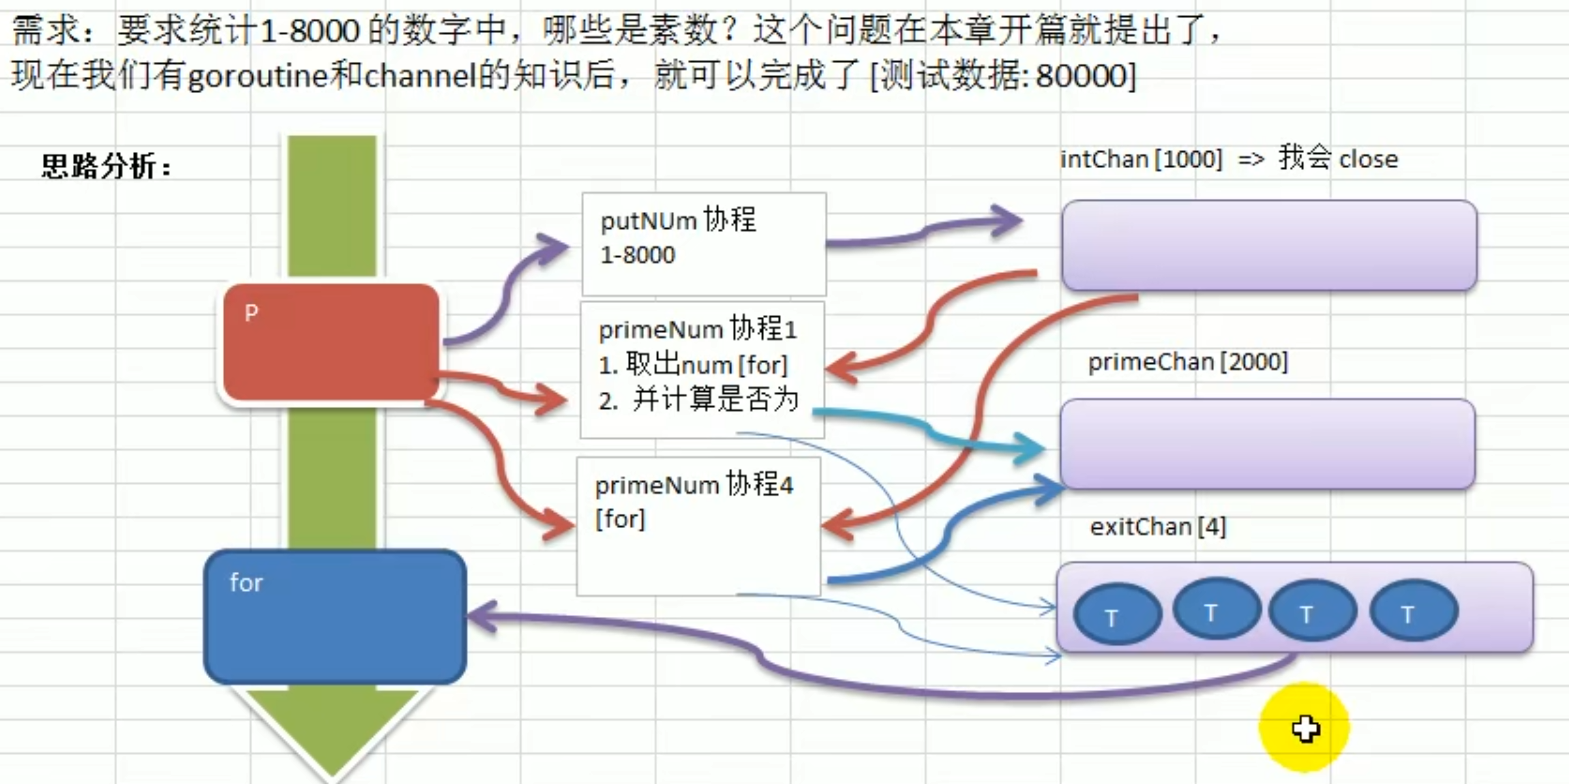 需求：要求统计1-8000 的数字中，哪些是素数？这个问题在本章开篇就提出了，
现在我们有goroutine和channel的知识后，就可以完成了 [测试数据: 80000]
思路分析：
intChan [1000] => 我会 close
putNUm 协程
1-8000
P
primeNum 协程1
1. 取出num [for]
2. 并计算是否为
primeChan [2000]
primeNum 协程4
[for]
exitChan [4]
for
T T T T